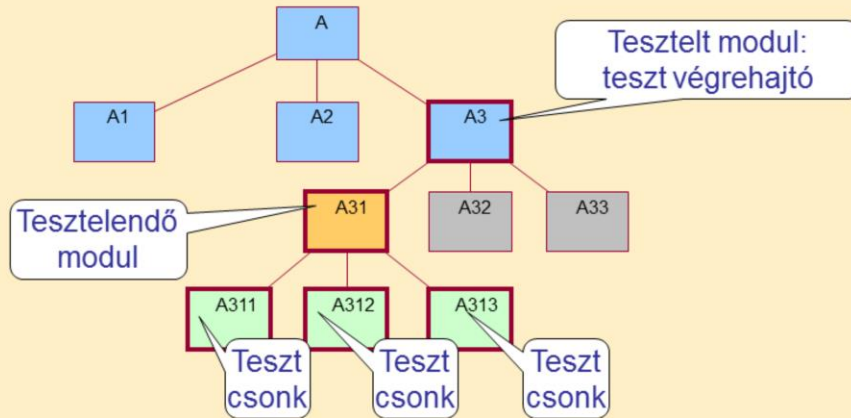 A
Tesztelt modul:
teszt végrehajtó
A1
A2
A3
Tesztelendő
modul
A31
A32
A33
A311
A312
A313
Teszt
csonk
Teszt
csonk
Teszt
csonk